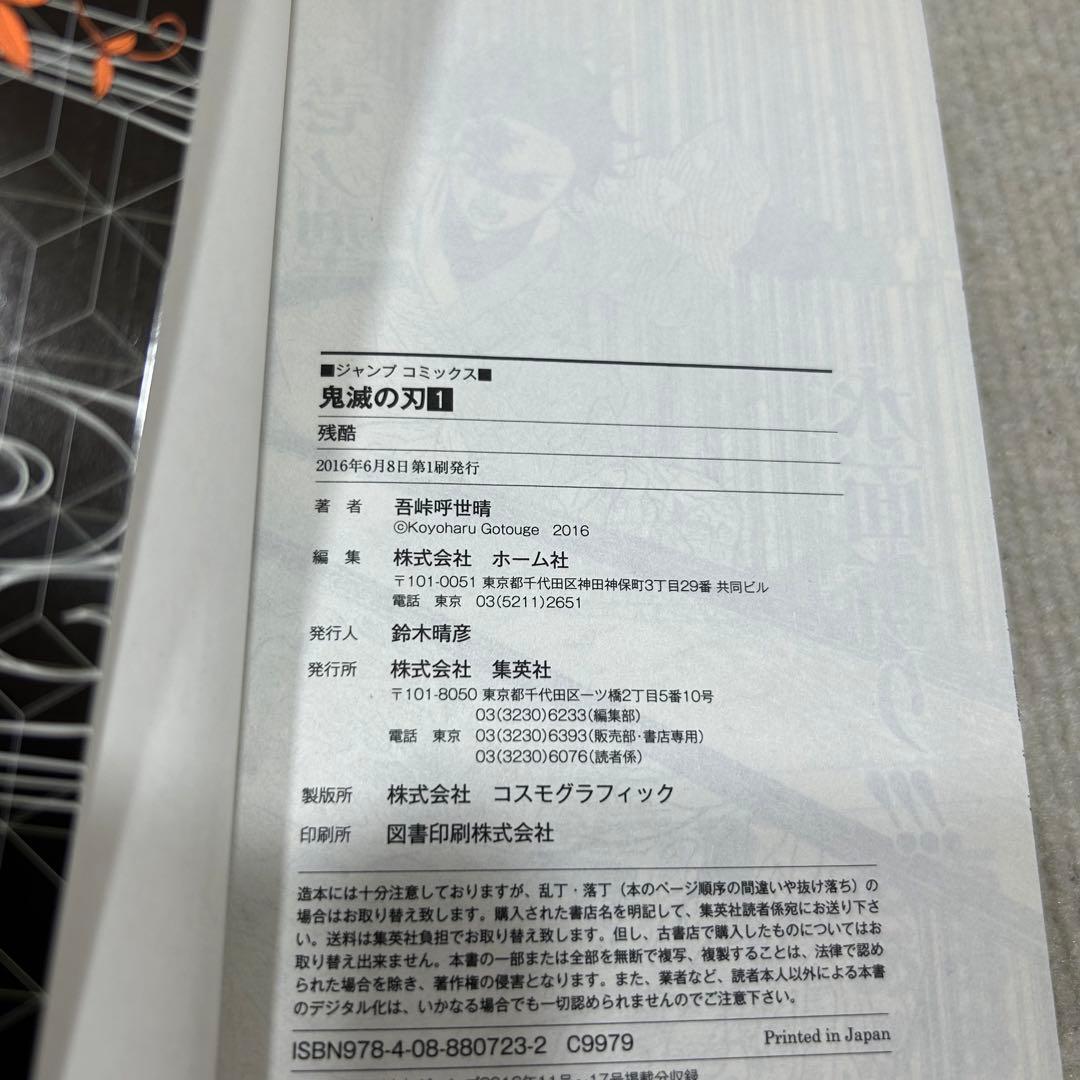 ■ジャンプ コミックス■
鬼滅の刃1
残酷
2016年6月8日第1刷発行
著 者 吾峠呼世晴
©Koyoharu Gotouge 2016
編 集 株式会社 ホーム社
〒101-0051 東京都千代田区神田神保町3丁目29番 共同ビル
電話 東京 03(5211)2651
発行人 鈴木晴彦
発行所 株式会社 集英社
〒101-8050 東京都千代田区一ツ橋2丁目5番10号
03(3230)6233(編集部)
電話 東京 03(3230)6393(販売部・書店専用)
03(3230)6076(読者係)
製版所 株式会社 コスモグラフィック
印刷所 図書印刷株式会社
造本には十分注意しておりますが、乱丁・落丁（本のページ順序の間違いや抜け落ち）の
場合はお取り替え致します。購入された書店名を明記して、集英社読者係宛にお送り下さ
い。送料は集英社負担でお取り替え致します。但し、古書店で購入したものについてはお
取り替え出来ません。本書の一部または全部を無断で複写、複製することは、法律で認め
られた場合を除き、著作権の侵害となります。また、業者など、読者本人以外による本書
のデジタル化は、いかなる場合でも一切認められませんのでご注意下さい。
ISBN978-4-08-880723-2 C9979 Printed in Japan